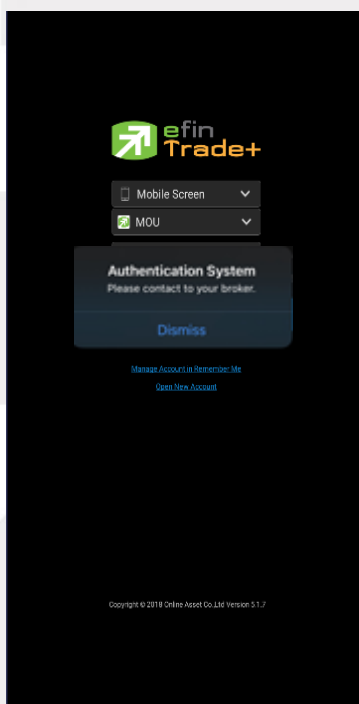 efin
Trade+
Mobile Screen
MOU
Authentication System
Please contact to your broker.
Dismiss
Manage Account in Remember Me
Open New Account
Copyright © 2018 Online Asset Co.,Ltd Version 5.1.7